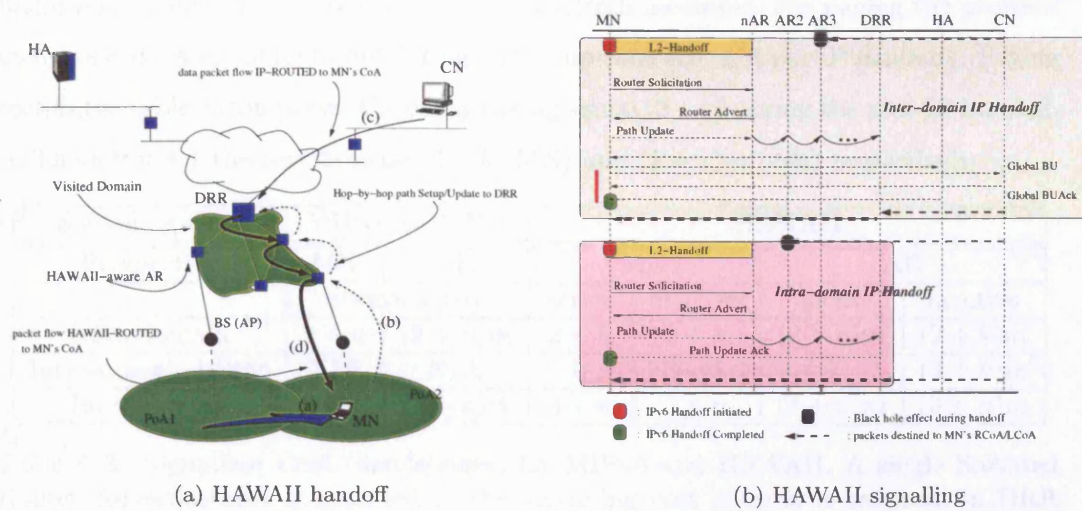 HA
data packet flow IP-ROUTED to MN's CoA
CN
(c)
Visited Domain
DRR
Hop-by-hop path Setup/Update to DRR
HAWAII-aware AR
BS (AP)
(b)
packet flow HAWAII-ROUTED
to MN's CoA
(d)
PoA1
(a)
MN
PoA2
(a) HAWAII handoff
MN
nAR
AR2
AR3
DRR
HA
CN
L2-Handoff
Router Solicitation
Router Advert
Inter-domain IP Handoff
Path Update
Global BU
Global BUAck
L2-Handoff
Router Solicitation
Intra-domain IP Handoff
Router Advert
Path Update
Path Update Ack
: IPv6 Handoff initiated
: Black hole effect during handoff
: IPv6 Handoff Completed
: packets destined to MN's RCoA/LCoA
(b) HAWAII signalling